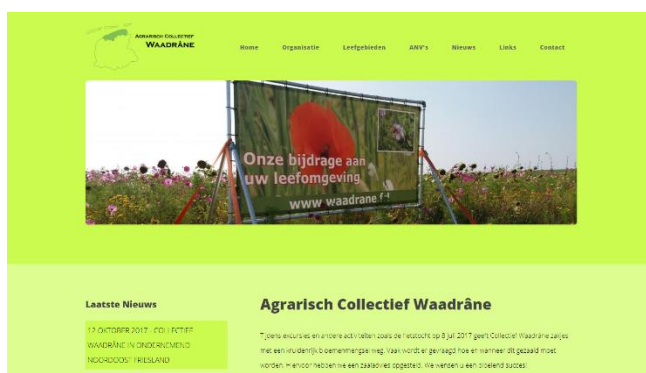 AGRARISCH COLLECTIEF
WAADRÂNE
Home Organisatie Leefgebieden ANV's Nieuws Links Contact
Onze bijdrage aan
uw leefomgeving
www.waadrane.frl
Laatste Nieuws
12 OKTOBER 2017 - COLLECTIEF
WAADRÂNE IN ONDERNEMEND
NOORDOOST FRIESLAND
Agrarisch Collectief Waadrâne
Tijdens excursies en andere activiteiten zoals de fietstocht op 8 juli 2017 geeft Collectief Waadrâne zakjes
met een kruidenrijk bloemenmengsel weg. Vaak wordt er gevraagd hoe en wanneer dit gezaaid moet
worden. Hiervoor hebben we een zaaiadvies opgesteld. We wensen u een bloeiend succes!